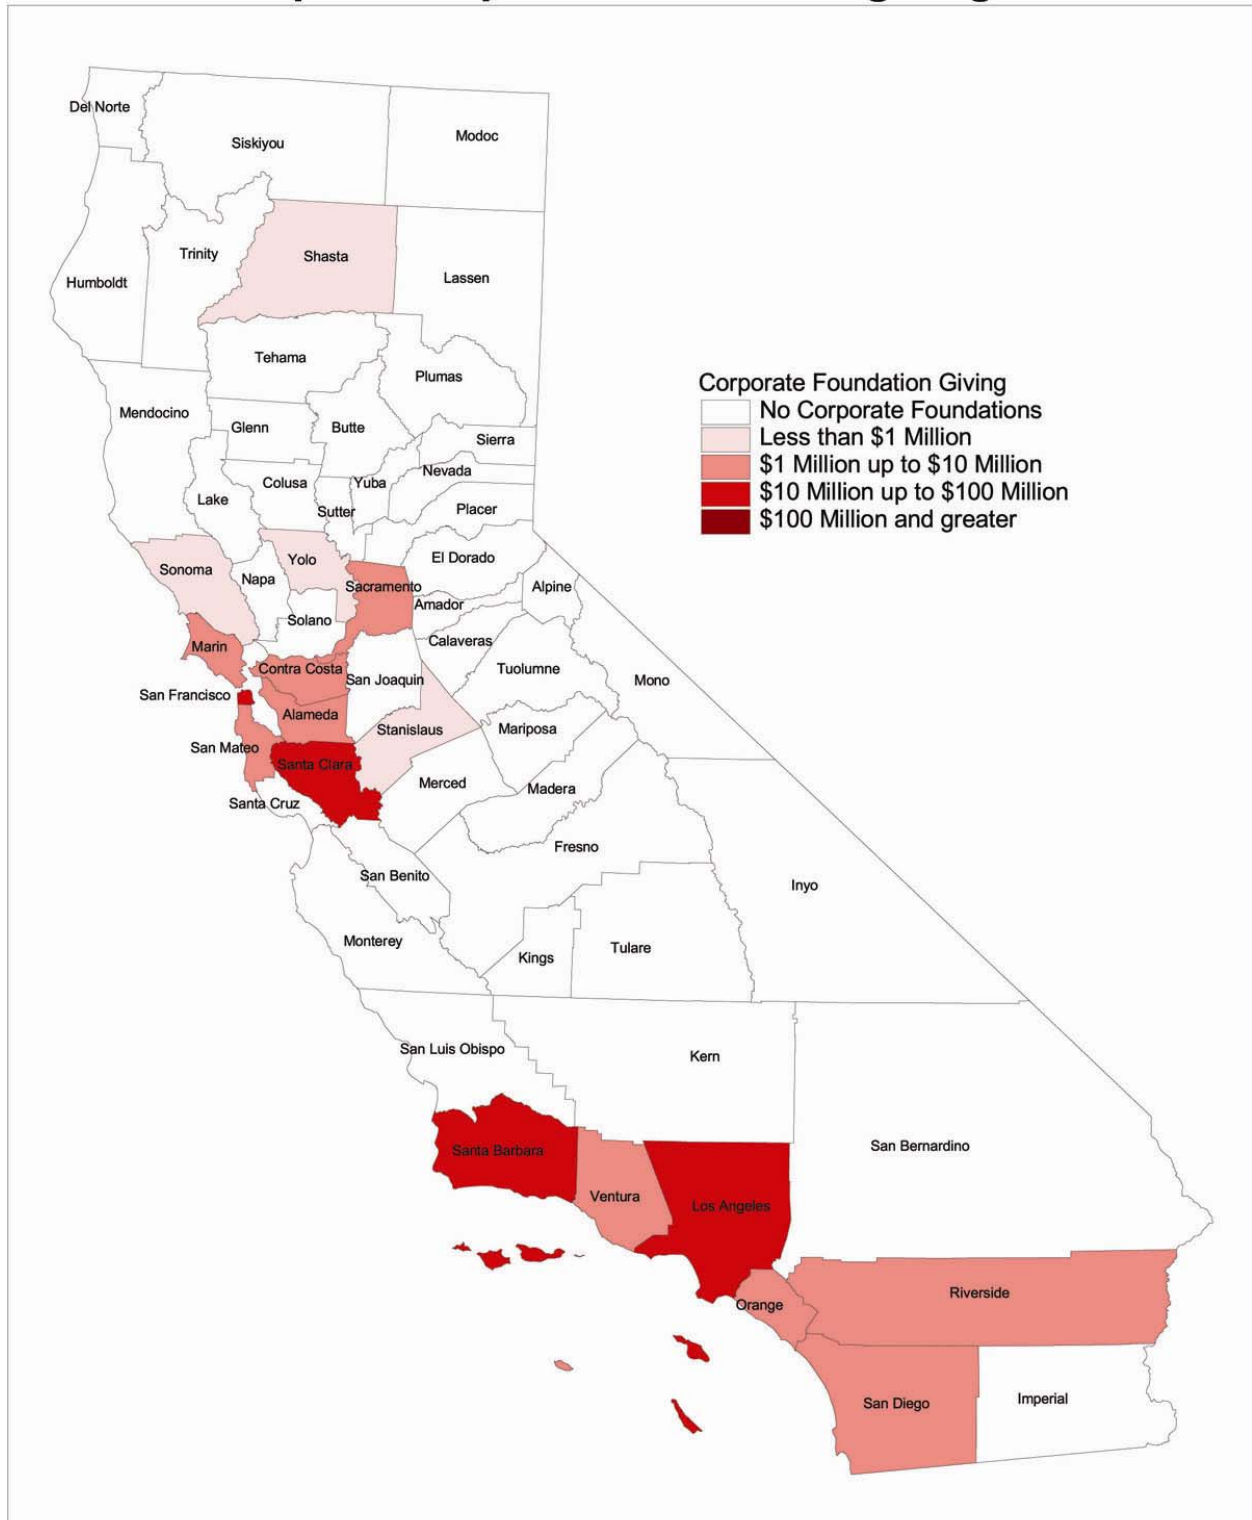 Del Norte
Siskiyou
Modoc
Trinity
Shasta
Humboldt
Lassen
Tehama
Plumas
Mendocino
Glenn
Butte
Sierra
Nevada
Lake
Colusa
Yuba
Sutter
Placer
Corporate Foundation Giving
No Corporate Foundations
Less than $1 Million
$1 Million up to $10 Million
$10 Million up to $100 Million
$100 Million and greater
Sonoma
Yolo
El Dorado
Napa
Sacramento
Alpine
Amador
Solano
Marin
Calaveras
Contra Costa
Tuolumne
San Joaquin
Mono
San Francisco
Alameda
Stanislaus
Mariposa
San Mateo
Santa Clara
Merced
Madera
Santa Cruz
Fresno
San Benito
Inyo
Monterey
Kings
Tulare
San Luis Obispo
Kern
Santa Barbara
San Bernardino
Ventura
Los Angeles
Riverside
Orange
San Diego
Imperial